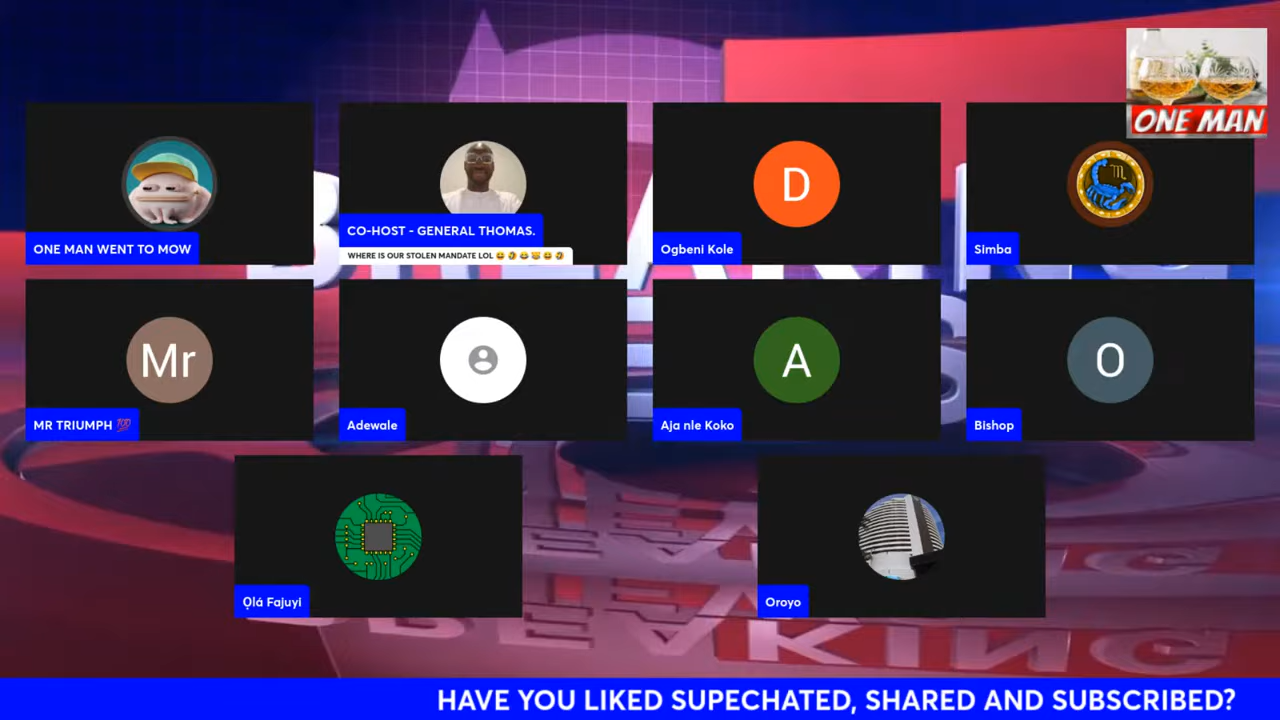 ONE MAN
ONE MAN WENT TO MOW
CO-HOST - GENERAL THOMAS.
WHERE IS OUR STOLEN MANDATE LOL 😄 🤣 😂 😹 😄 🤣
D
Ogbeni Kole
Simba
Mr
MR TRIUMPH 💯
Adewale
A
Aja nle Koko
O
Bishop
Ọlá Fajuyi
Oroyo
HAVE YOU LIKED SUPECHATED, SHARED AND SUBSCRIBED?